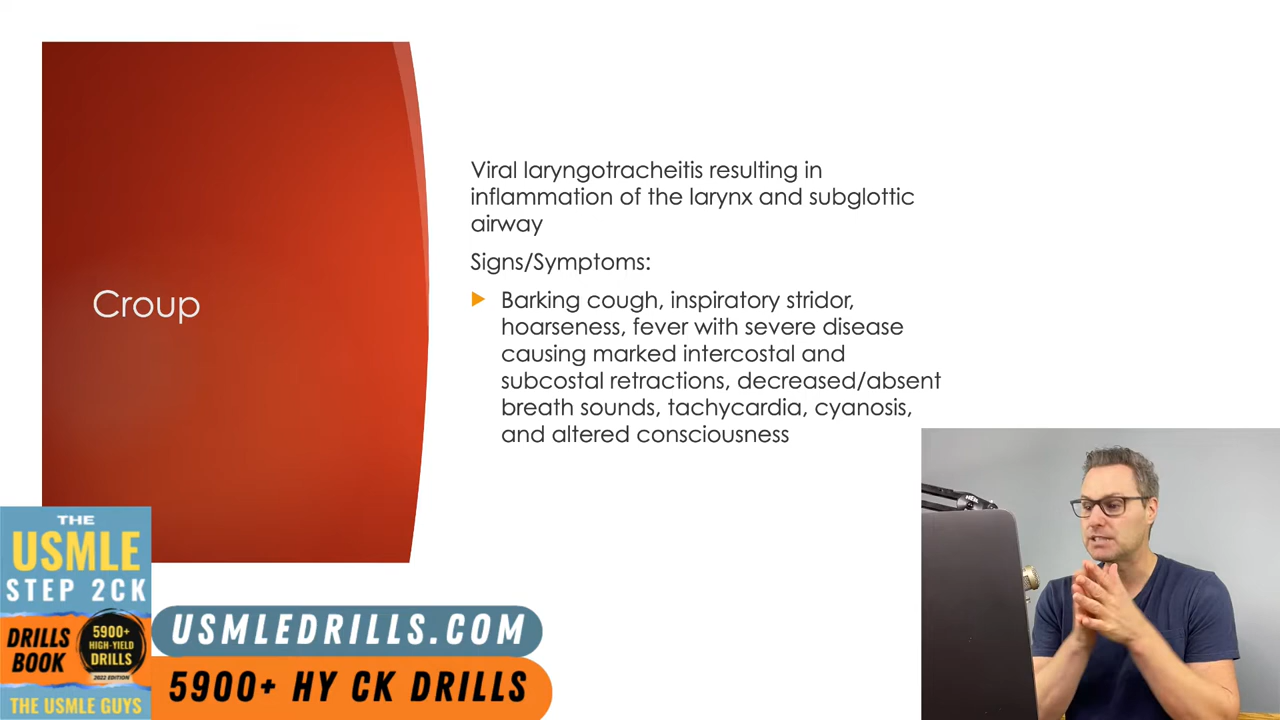 Croup
Viral laryngotracheitis resulting in
inflammation of the larynx and subglottic
airway
Signs/Symptoms:
Barking cough, inspiratory stridor,
hoarseness, fever with severe disease
causing marked intercostal and
subcostal retractions, decreased/absent
breath sounds, tachycardia, cyanosis,
and altered consciousness
THE
USMLE
STEP 2CK
DRILLS
BOOK
5900+
HIGH-YIELD
DRILLS
2022 EDITION
THE USMLE GUYS
USMLEDRILLS.COM
5900+ HY CK DRILLS
HEIL